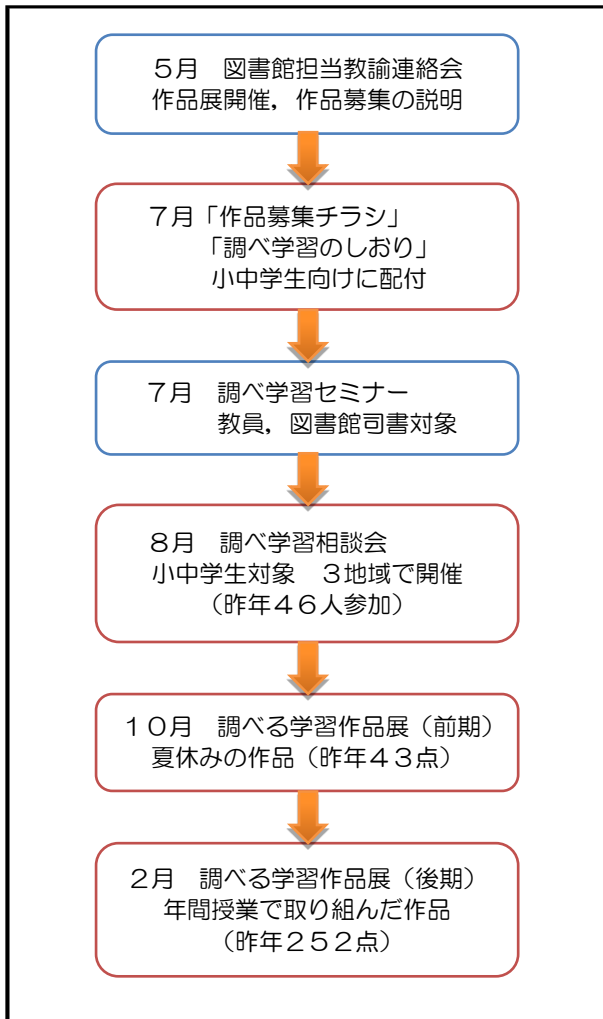 ５月　図書館担当教諭連絡会
作品展開催，作品募集の説明
７月「作品募集チラシ」
「調べ学習のしおり」
小中学生向けに配付
７月　調べ学習セミナー
教員，図書館司書対象
８月　調べ学習相談会
小中学生対象　３地域で開催
（昨年４６人参加）
１０月　調べる学習作品展（前期）
夏休みの作品（昨年４３点）
２月　調べる学習作品展（後期）
年間授業で取り組んだ作品
（昨年２５２点）